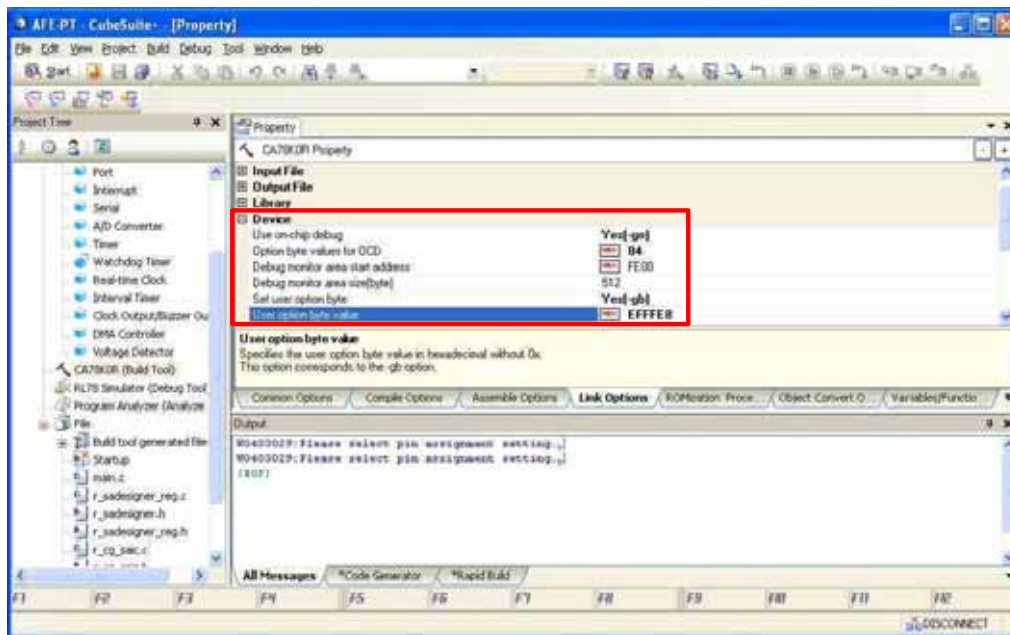 AFE-PT - CubeSuite+ - [Property]
File Edit View Project Build Debug Tool Window Help
Start
Project Tree
Property
CA78K0R Property
Port
Interrupt
Serial
A/D Converter
Timer
Watchdog Timer
Real-time Clock
Interval Timer
Clock Output/Buzzer Ou
DMA Controller
Voltage Detector
CA78K0R (Build Tool)
RL78 Simulator (Debug Tool
Program Analyzer (Analyze
File
Build tool generated file
Startup
main.c
r_sadesigner_reg.c
r_sadesigner.h
r_sadesigner_reg.h
r_cg_saic.c
Input File
Output File
Library
Device
Use on-chip debug Yes(-go)
Option byte values for OCD HEX 84
Debug monitor area start address HEX FE00
Debug monitor area size[byte] 512
Set user option byte Yes(-gb)
User option byte value HEX EFFFE8
User option byte value
Specifies the user option byte value in hexadecimal without 0x.
This option corresponds to the -gb option.
Common Options Compile Options Assemble Options Link Options ROMization Proce... Object Convert O... Variables/Functio...
Output
W0403029:Please select pin assignment setting.
W0403029:Please select pin assignment setting.
[EOF]
All Messages *Code Generator *Rapid Build
F1 F2 F3 F4 F5 F6 F7 F8 F9 F10 F11 F12
DISCONNECT